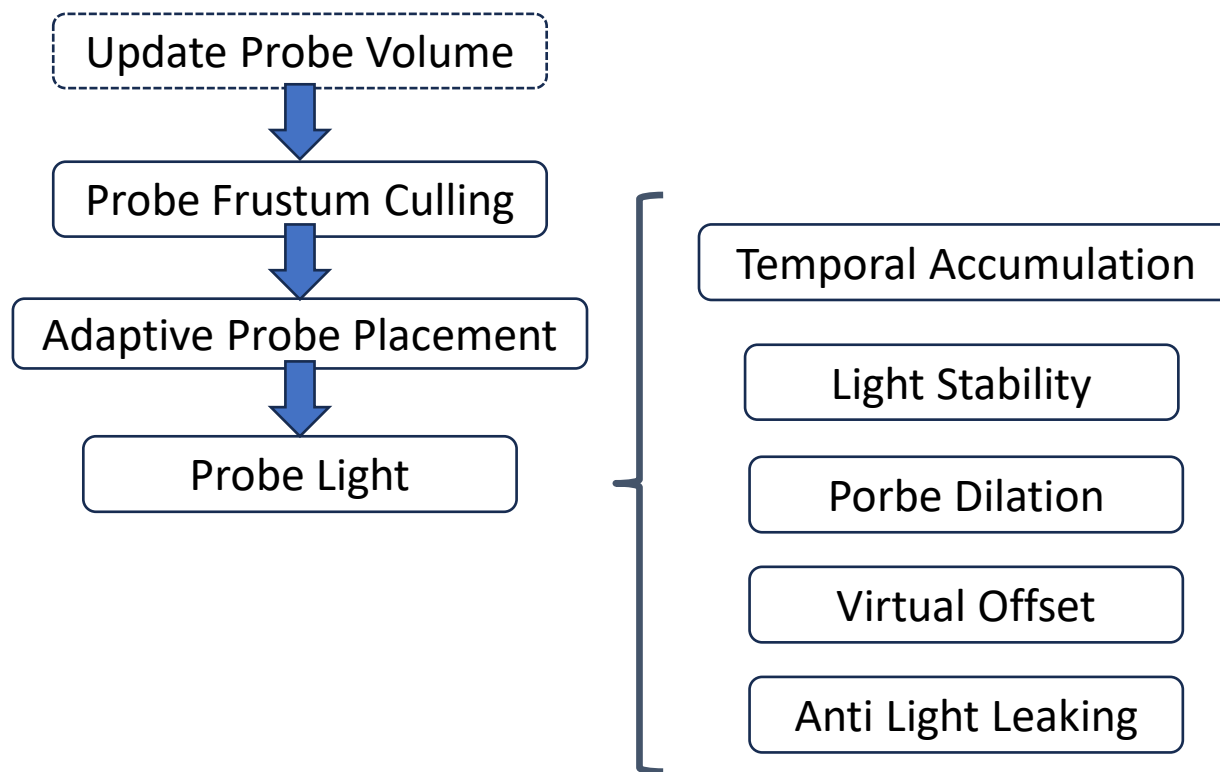 Update Probe Volume
Probe Frustum Culling
Adaptive Probe Placement
Probe Light
Temporal Accumulation
Light Stability
Porbe Dilation
Virtual Offset
Anti Light Leaking